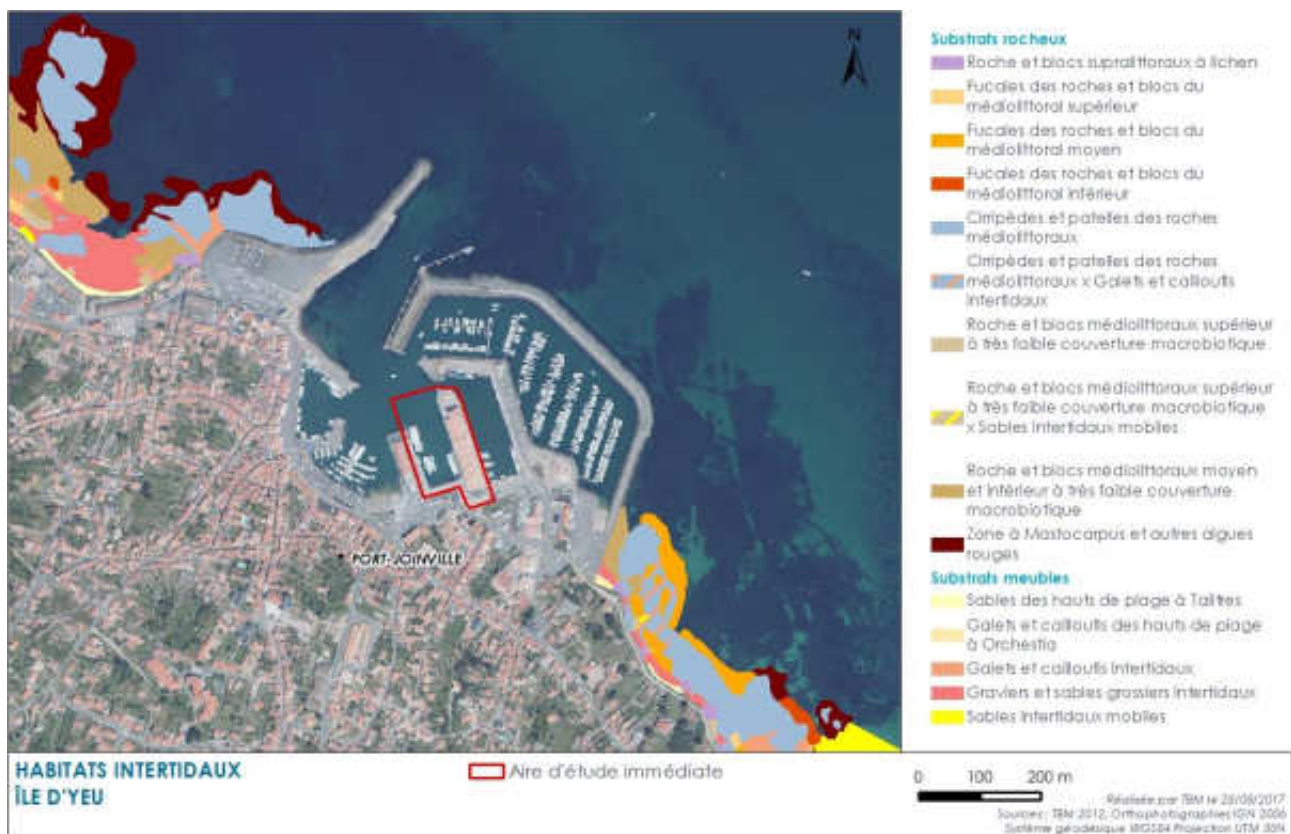 N
PORT-JOINVILLE
Substrats rocheux
Roche et blocs supralittoraux à lichen
Fucales des roches et blocs du
médiolittoral supérieur
Fucales des roches et blocs du
médiolittoral moyen
Fucales des roches et blocs du
médiolittoral inférieur
Cirripèdes et patelles des roches
médiolittoraux
Cirripèdes et patelles des roches
médiolittoraux x Galets et cailloutis
intertidaux
Roche et blocs médiolittoraux supérieur
à très faible couverture macrobiotique
Roche et blocs médiolittoraux supérieur
à très faible couverture macrobiotique
x Sables intertidaux mobiles
Roche et blocs médiolittoraux moyen
et inférieur à très faible couverture
macrobiotique
Zone à Mastocarpus et autres algues
rouges
Substrats meubles
Sables des hauts de plage à Talitres
Galets et cailloutis des hauts de plage
à Orchestia
Galets et cailloutis intertidaux
Graviers et sables grossiers intertidaux
Sables intertidaux mobiles
HABITATS INTERTIDAUX
ÎLE D'YEU
Aire d'étude immédiate
0 100 200 m
Réalisée par TBM le 28/08/2017
Sources : TBM 2012, Orthophotographies IGN 2006
Système géodésique WGS84 Projection UTM 30N